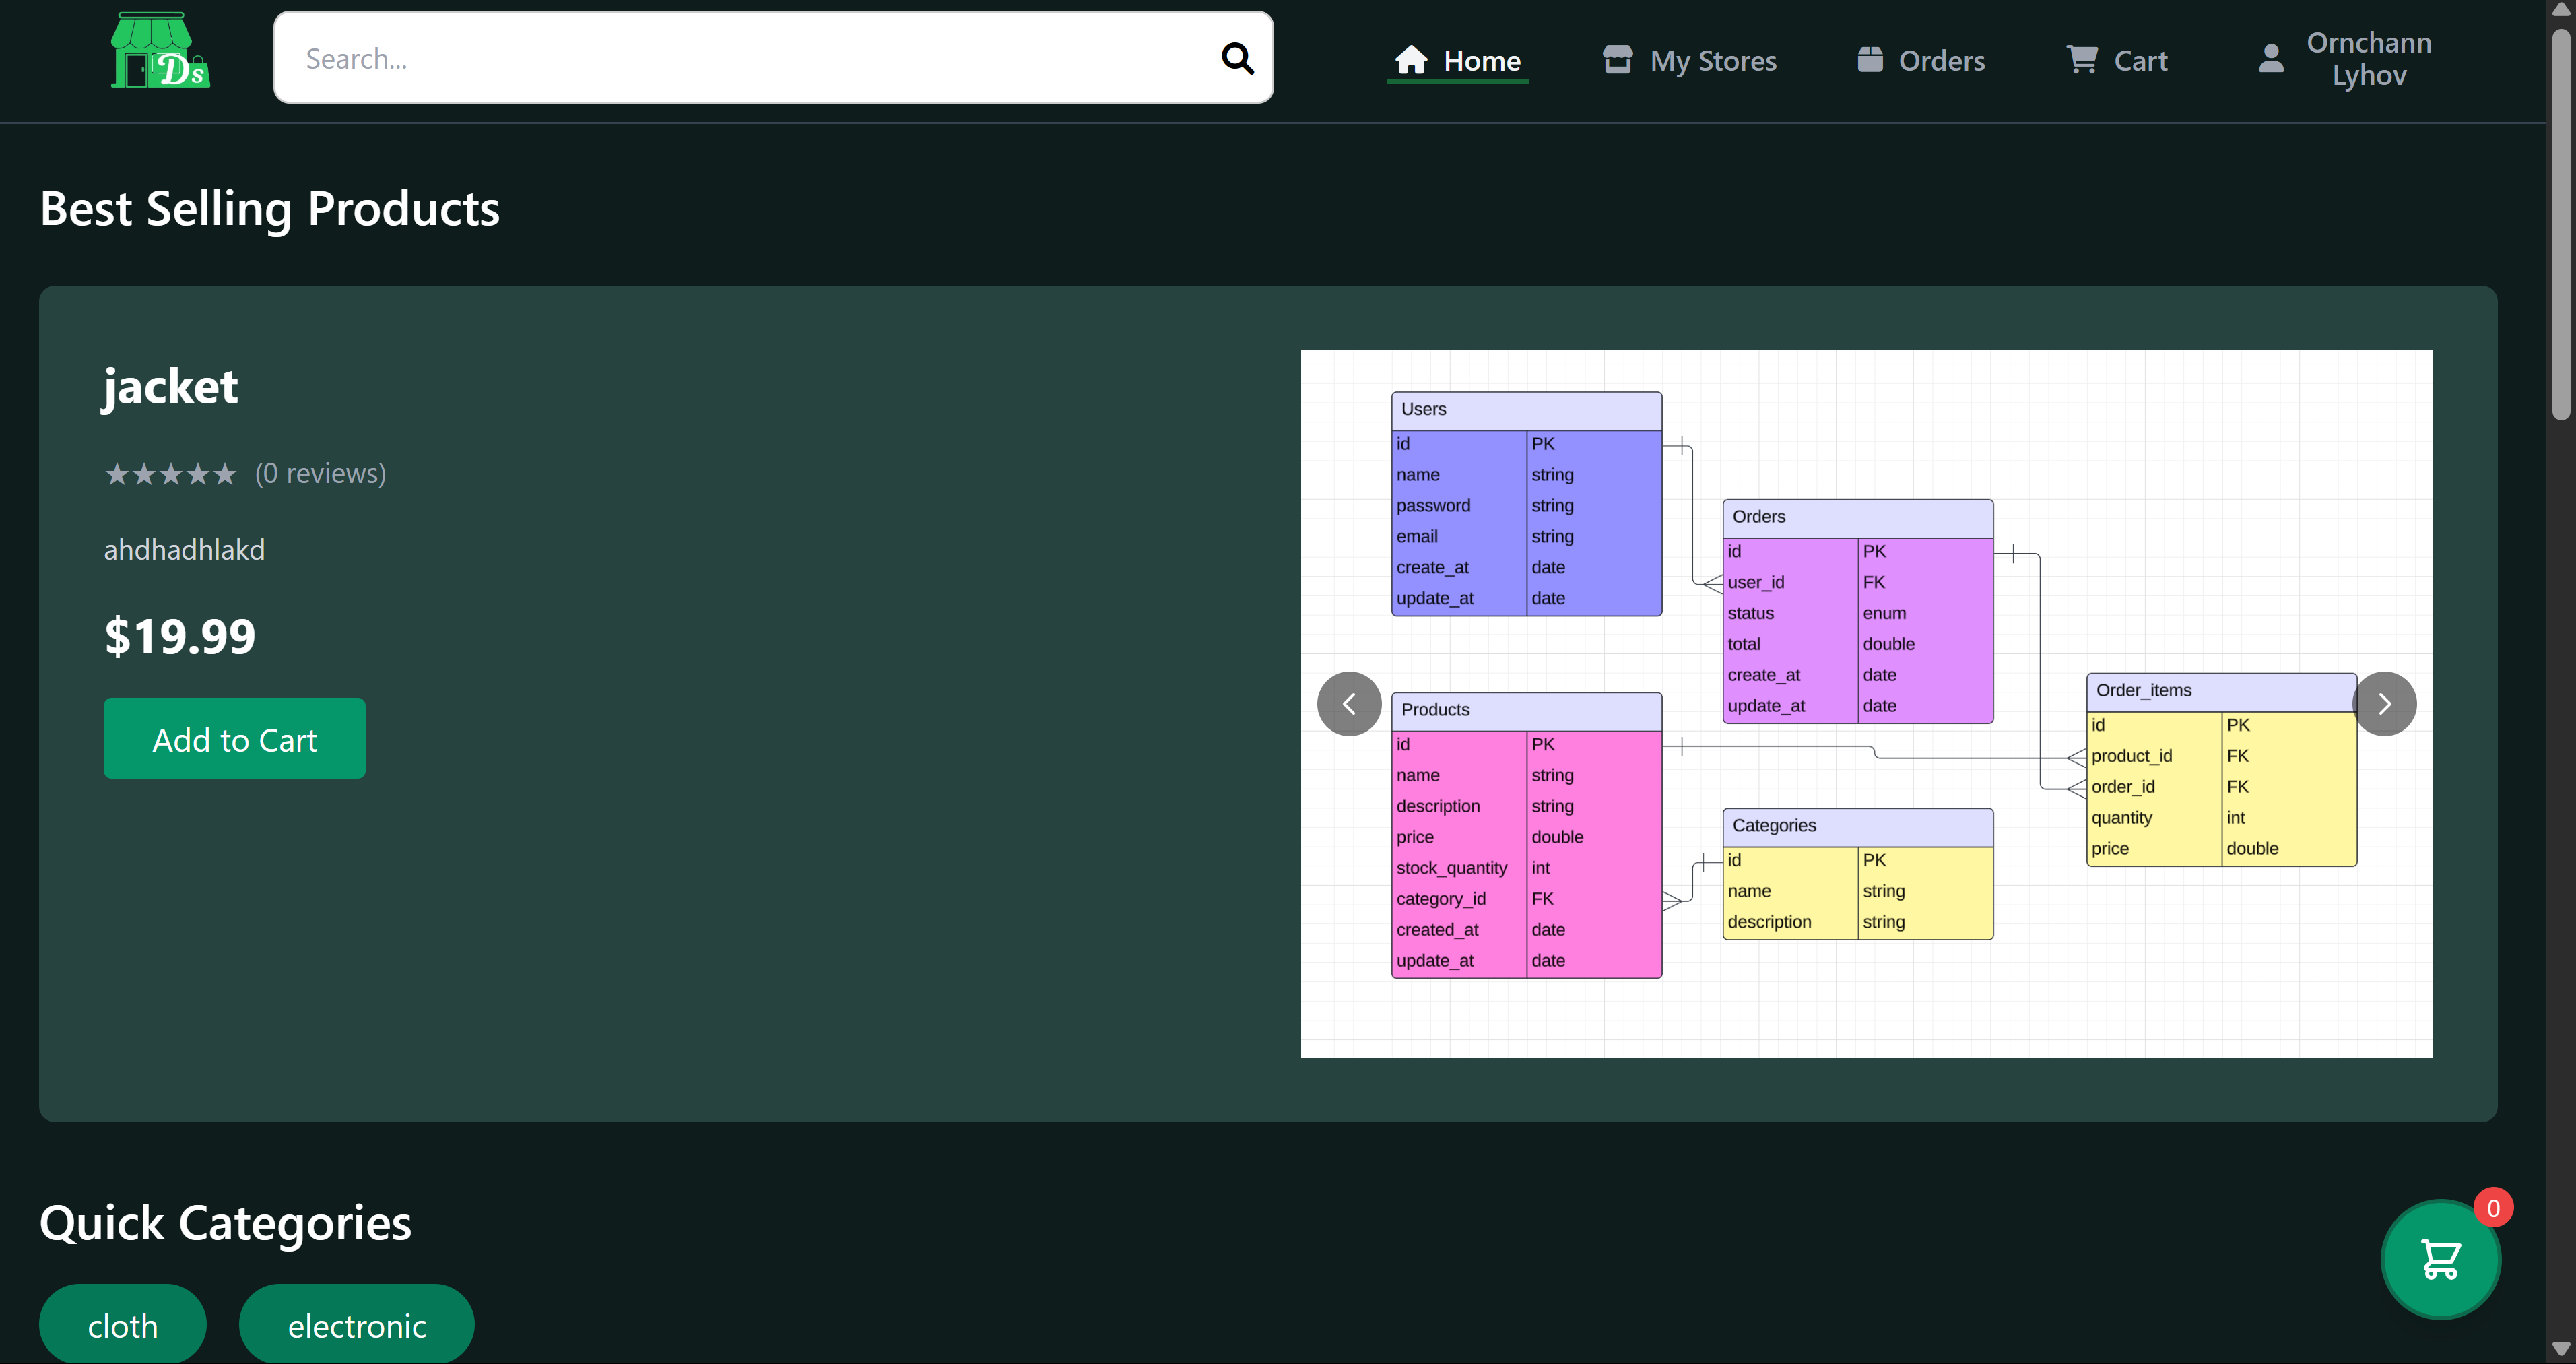 Ds
Search...
Home
My Stores
Orders
Cart
Ornchann
Lyhov
Best Selling Products
jacket
★★★★★ (0 reviews)
ahdhadhlakd
$19.99
Add to Cart
Users
id PK
name string
password string
email string
create_at date
update_at date
Orders
id PK
user_id FK
status enum
total double
create_at date
update_at date
Products
id PK
name string
description string
price double
stock_quantity int
category_id FK
created_at date
update_at date
Categories
id PK
name string
description string
Order_items
id PK
product_id FK
order_id FK
quantity int
price double
Quick Categories
0
cloth
electronic